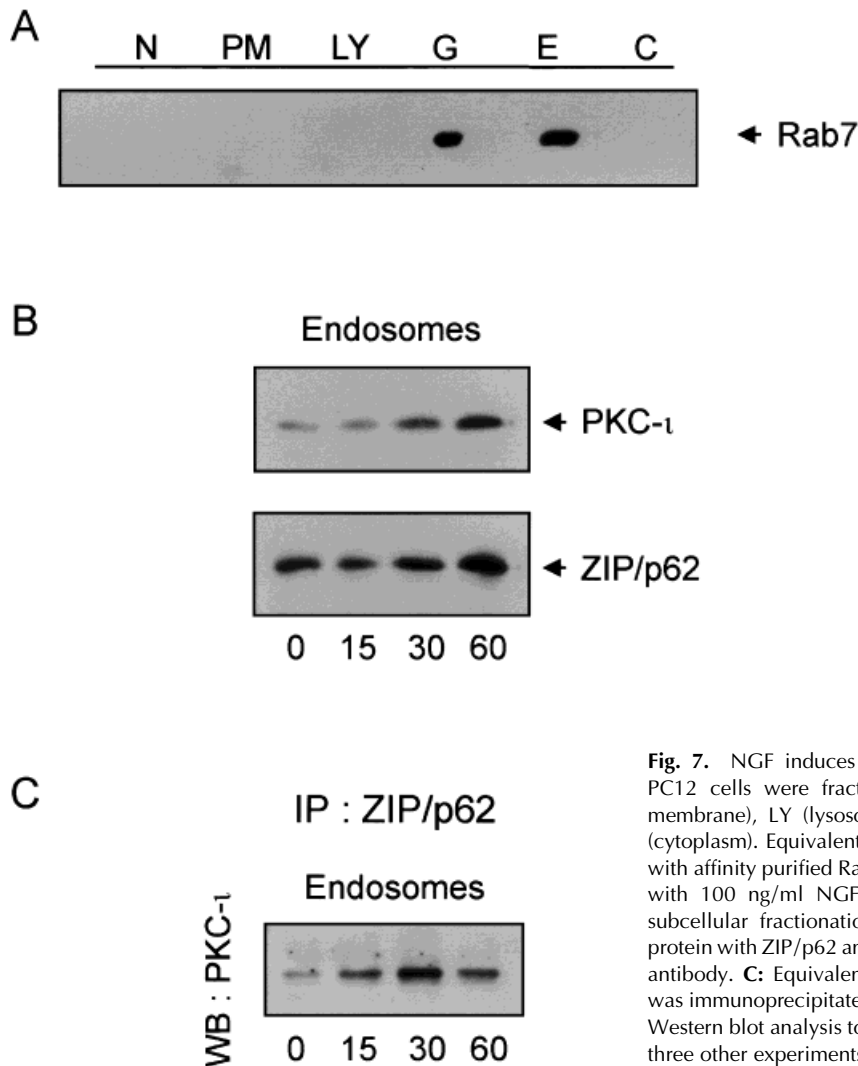 A
N PM LY G E C
Rab7
B
Endosomes
PKC-ι
ZIP/p62
0 15 30 60
C
IP : ZIP/p62
Endosomes
WB : PKC-ι
0 15 30 60
Fig. 7. NGF induces
PC12 cells were fract
membrane), LY (lysoso
(cytoplasm). Equivalent
with affinity purified Ra
with 100 ng/ml NGF
subcellular fractionatio
protein with ZIP/p62 an
antibody. C: Equivalen
was immunoprecipitate
Western blot analysis to
three other experiments